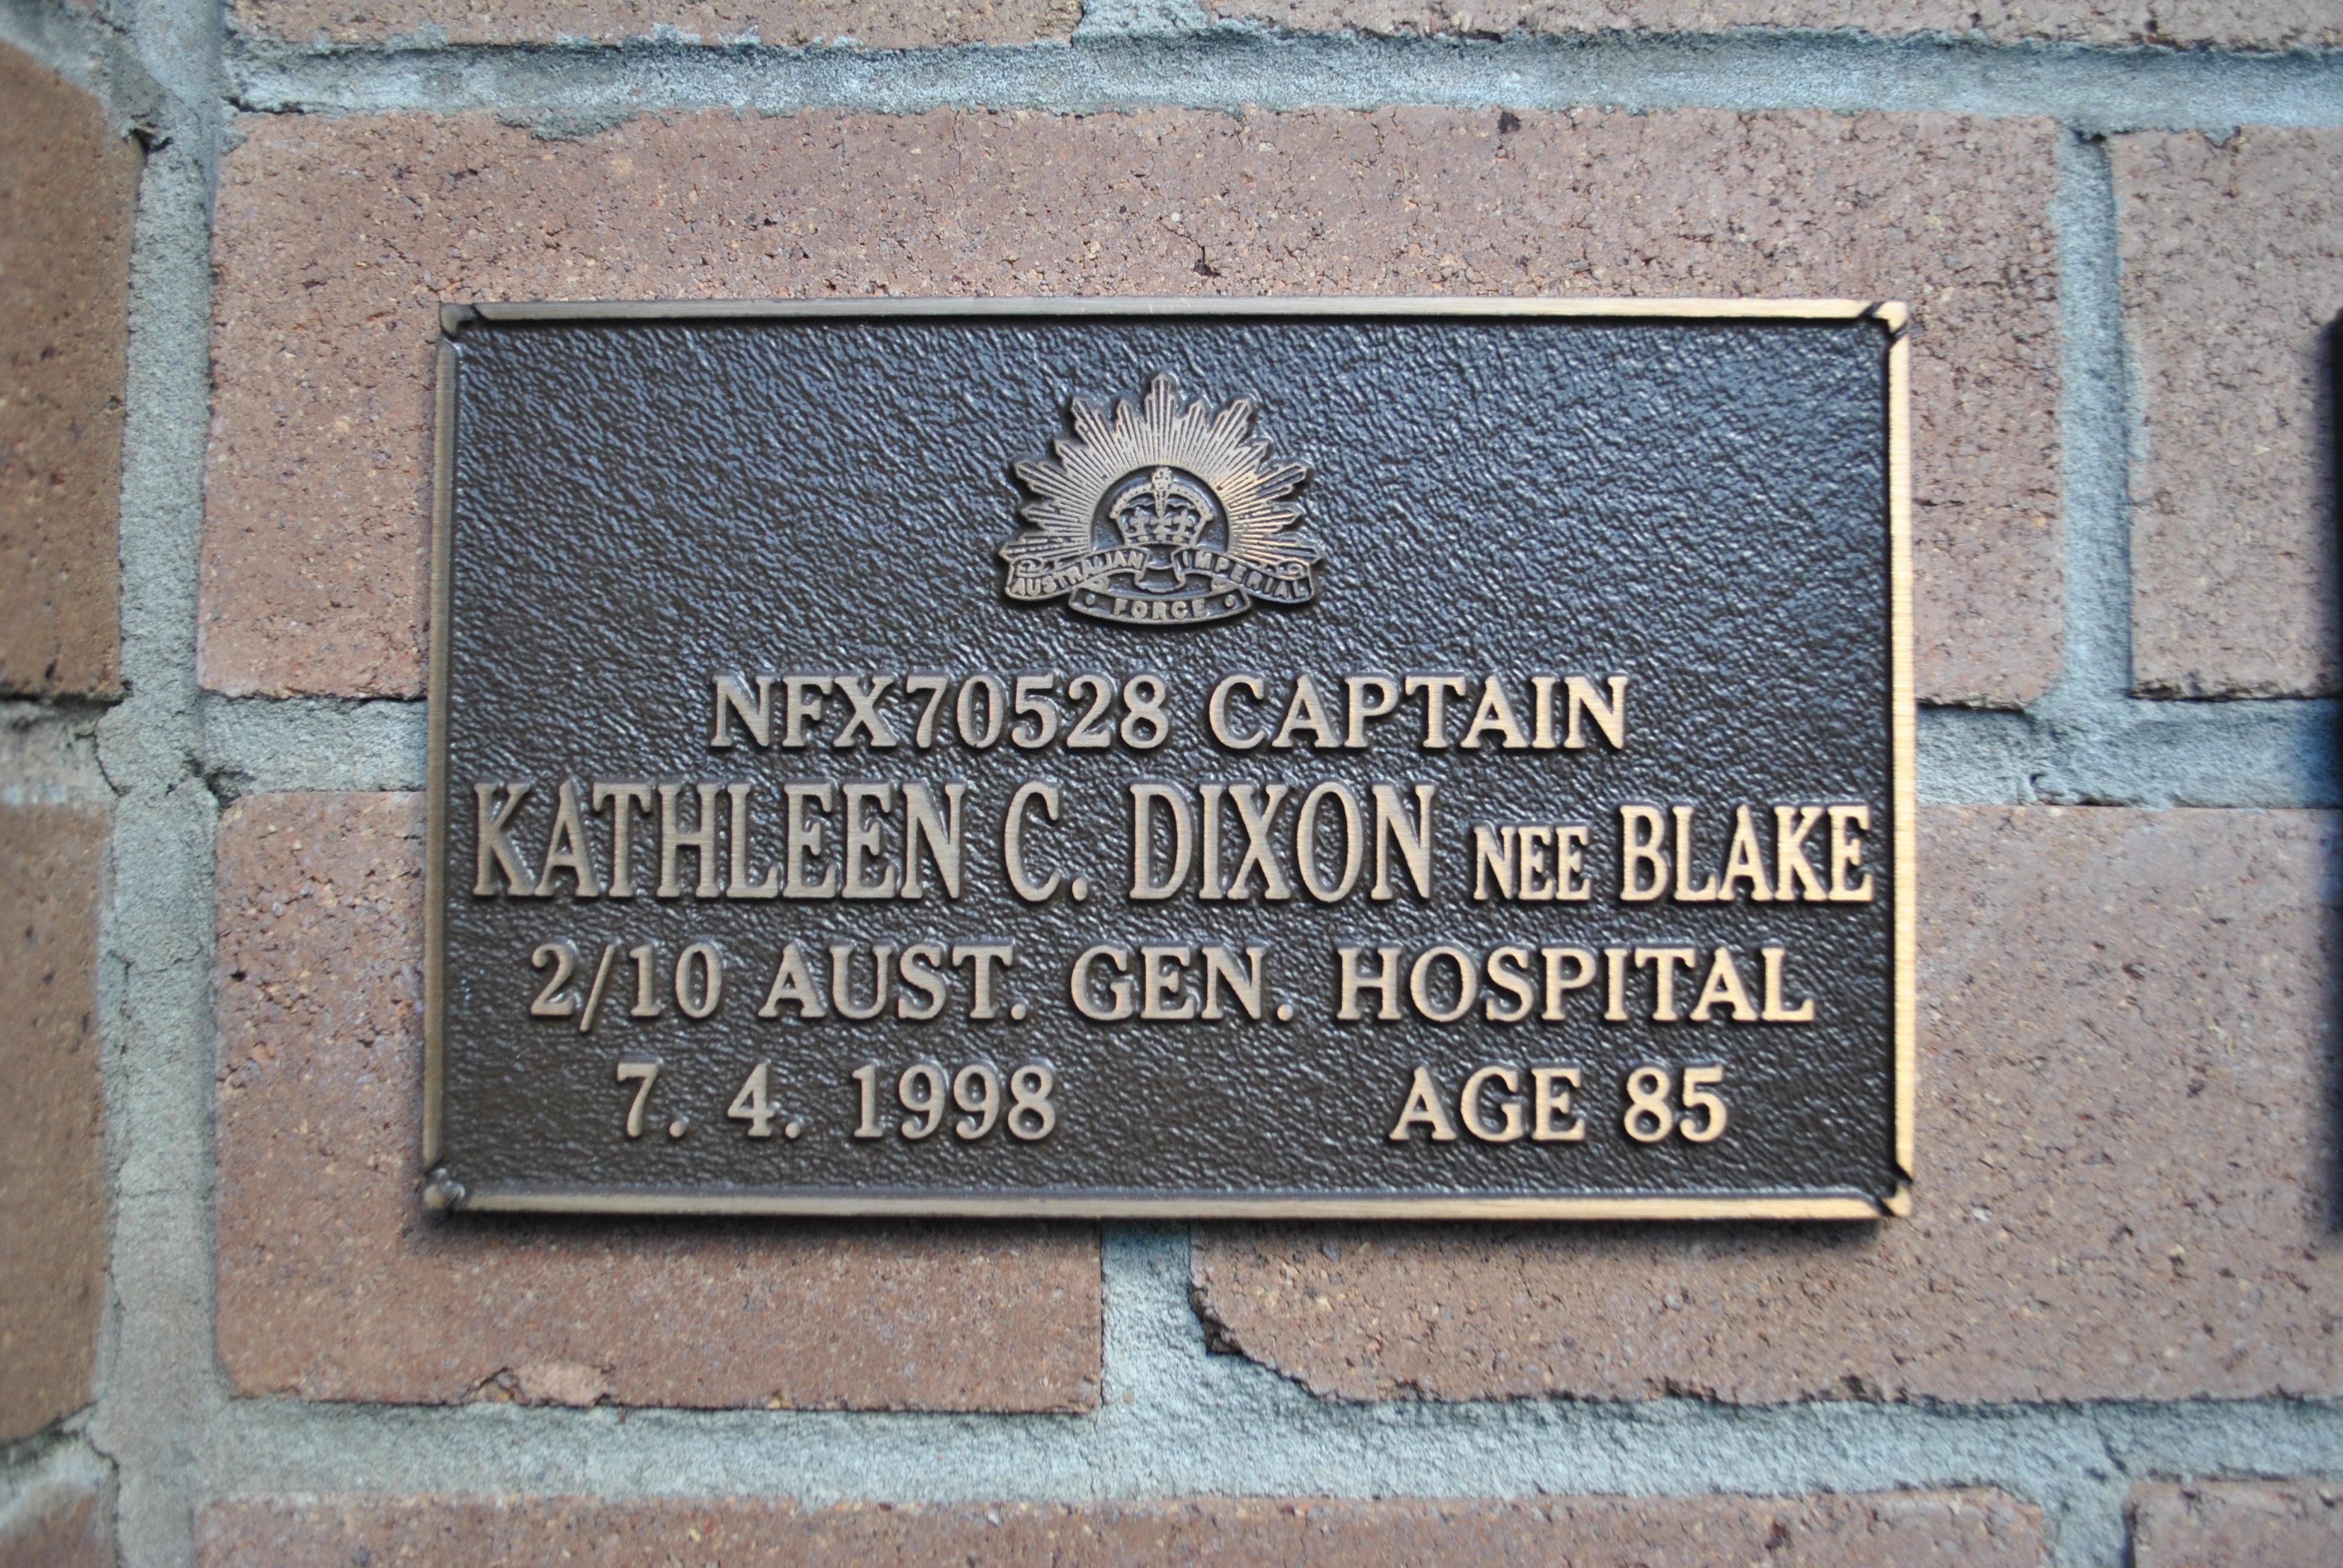 AUSTRALIAN IMPERIAL
FORCE
NFX70528 CAPTAIN
KATHLEEN C. DIXON NEE BLAKE
2/10 AUST. GEN. HOSPITAL
7. 4. 1998 AGE 85